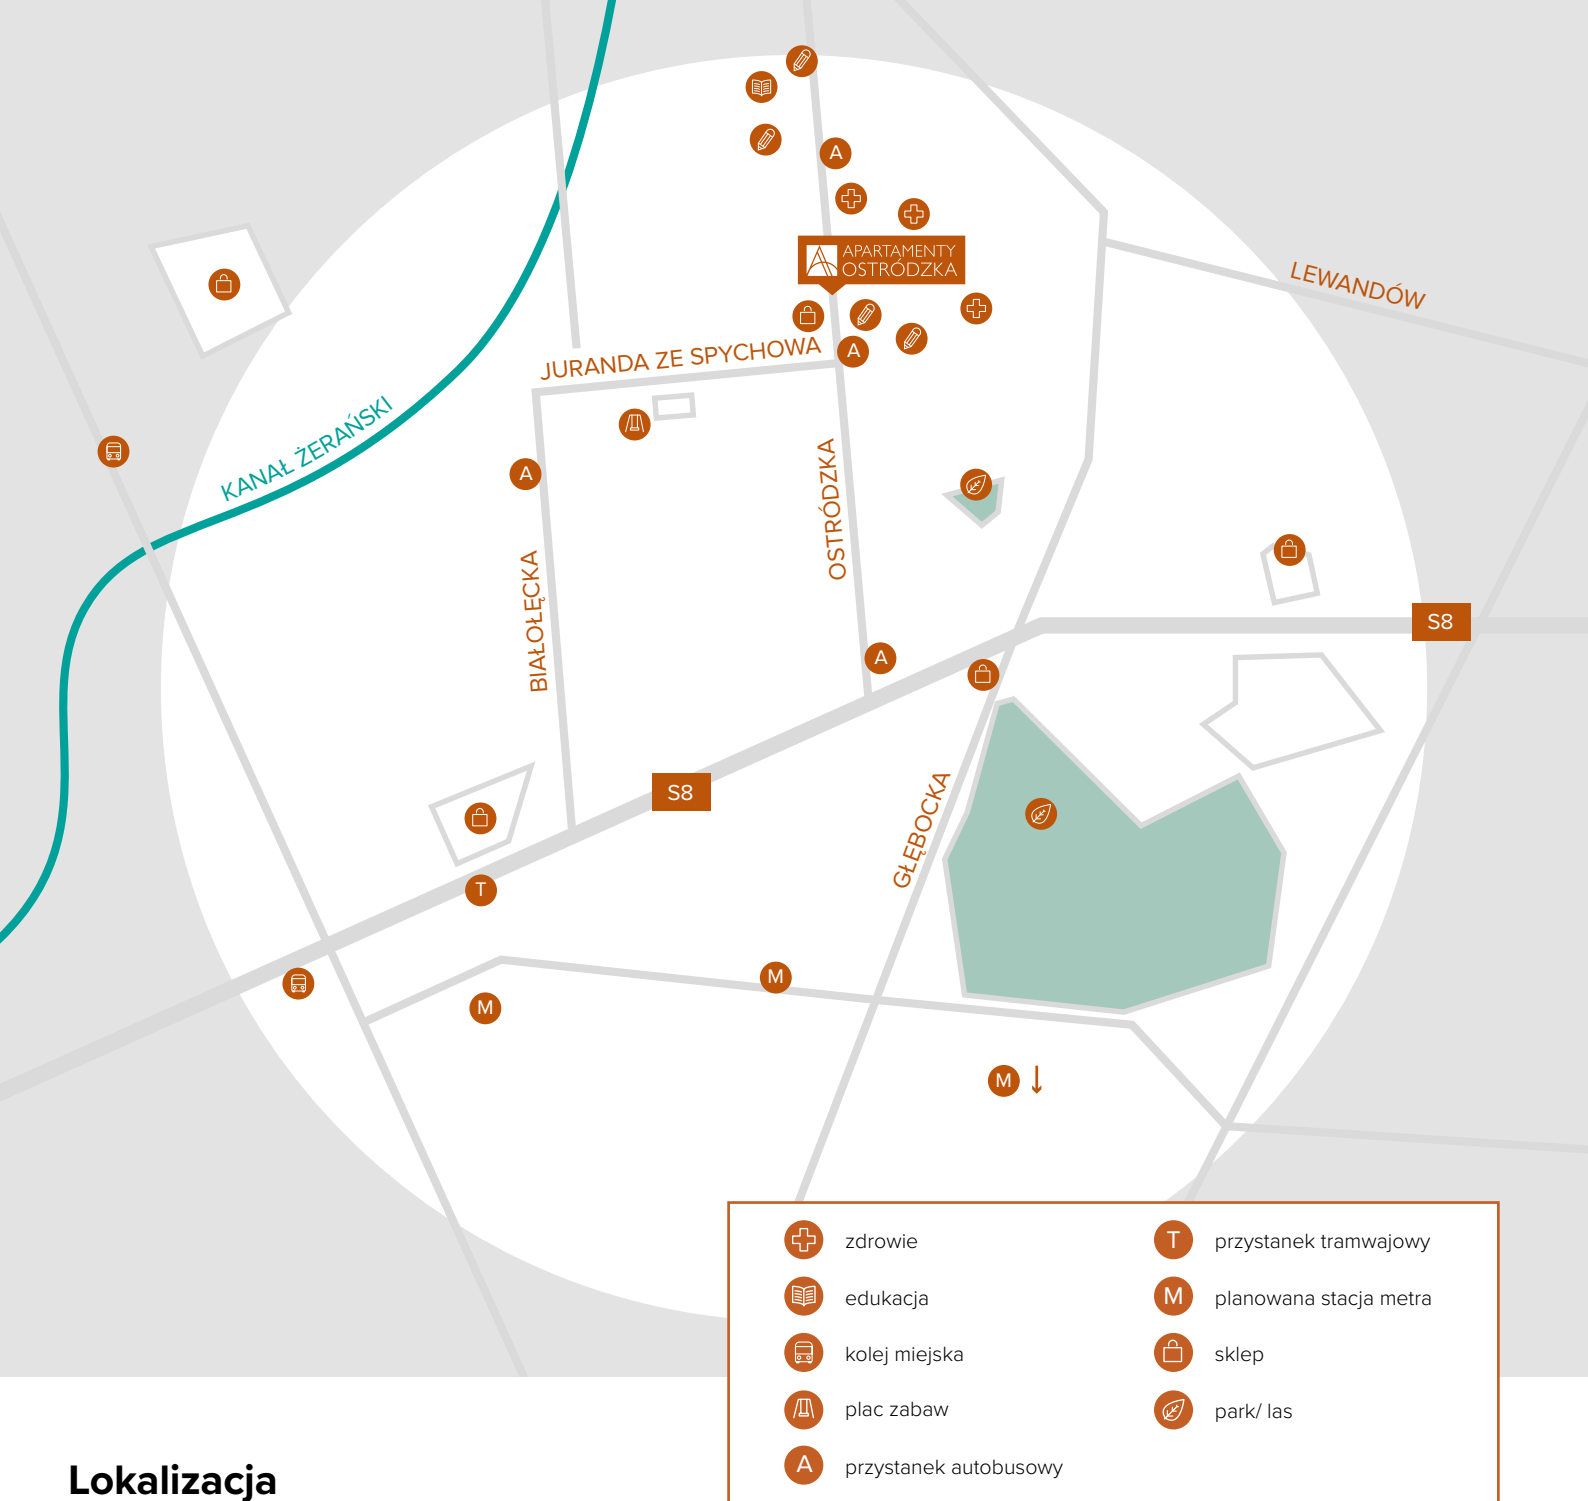 A
APARTAMENTY
OSTRÓDZKA
LEWANDÓW
JURANDA ZE SPYCHOWA
A
KANAŁ ŻERAŃSKI
A
OSTRÓDZKA
BIAŁOŁĘCKA
S8
A
S8
GŁĘBOCKA
T
M
M
M ↓
zdrowie
T przystanek tramwajowy
edukacja
M planowana stacja metra
kolej miejska
sklep
plac zabaw
park/ las
A przystanek autobusowy
Lokalizacja